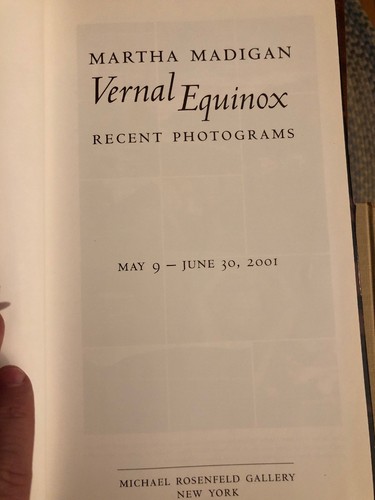 MARTHA MADIGAN
Vernal Equinox
RECENT PHOTOGRAMS
MAY 9 – JUNE 30, 2001
MICHAEL ROSENFELD GALLERY
NEW YORK